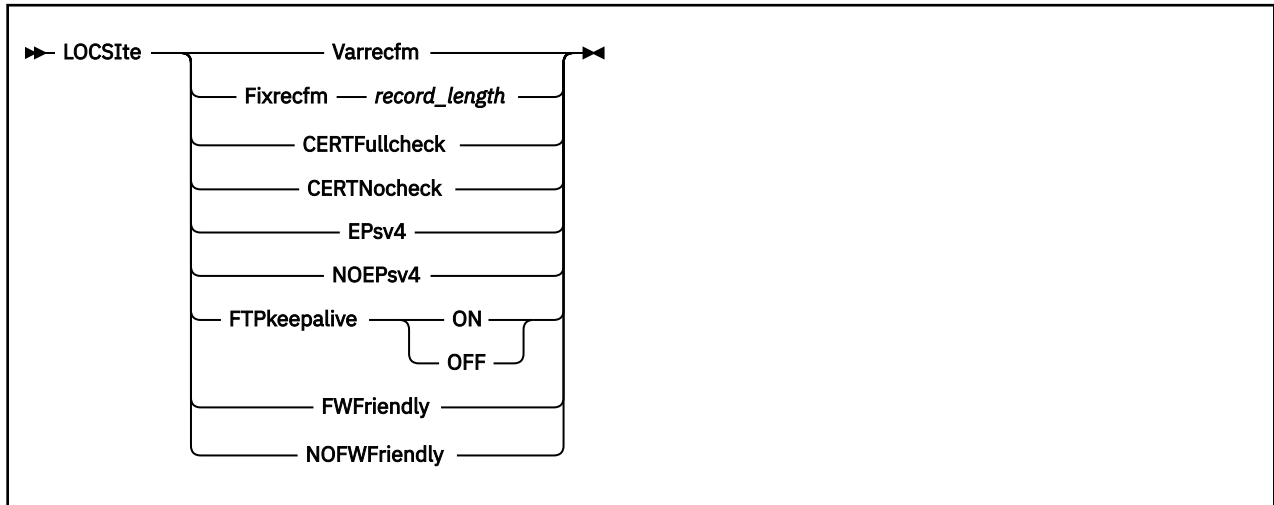 LOCSIte Varrecfm
Fixrecfm record_length
CERTFullcheck
CERTNocheck
EPsv4
NOEPsv4
FTPkeepalive ON
OFF
FWFriendly
NOFWFriendly